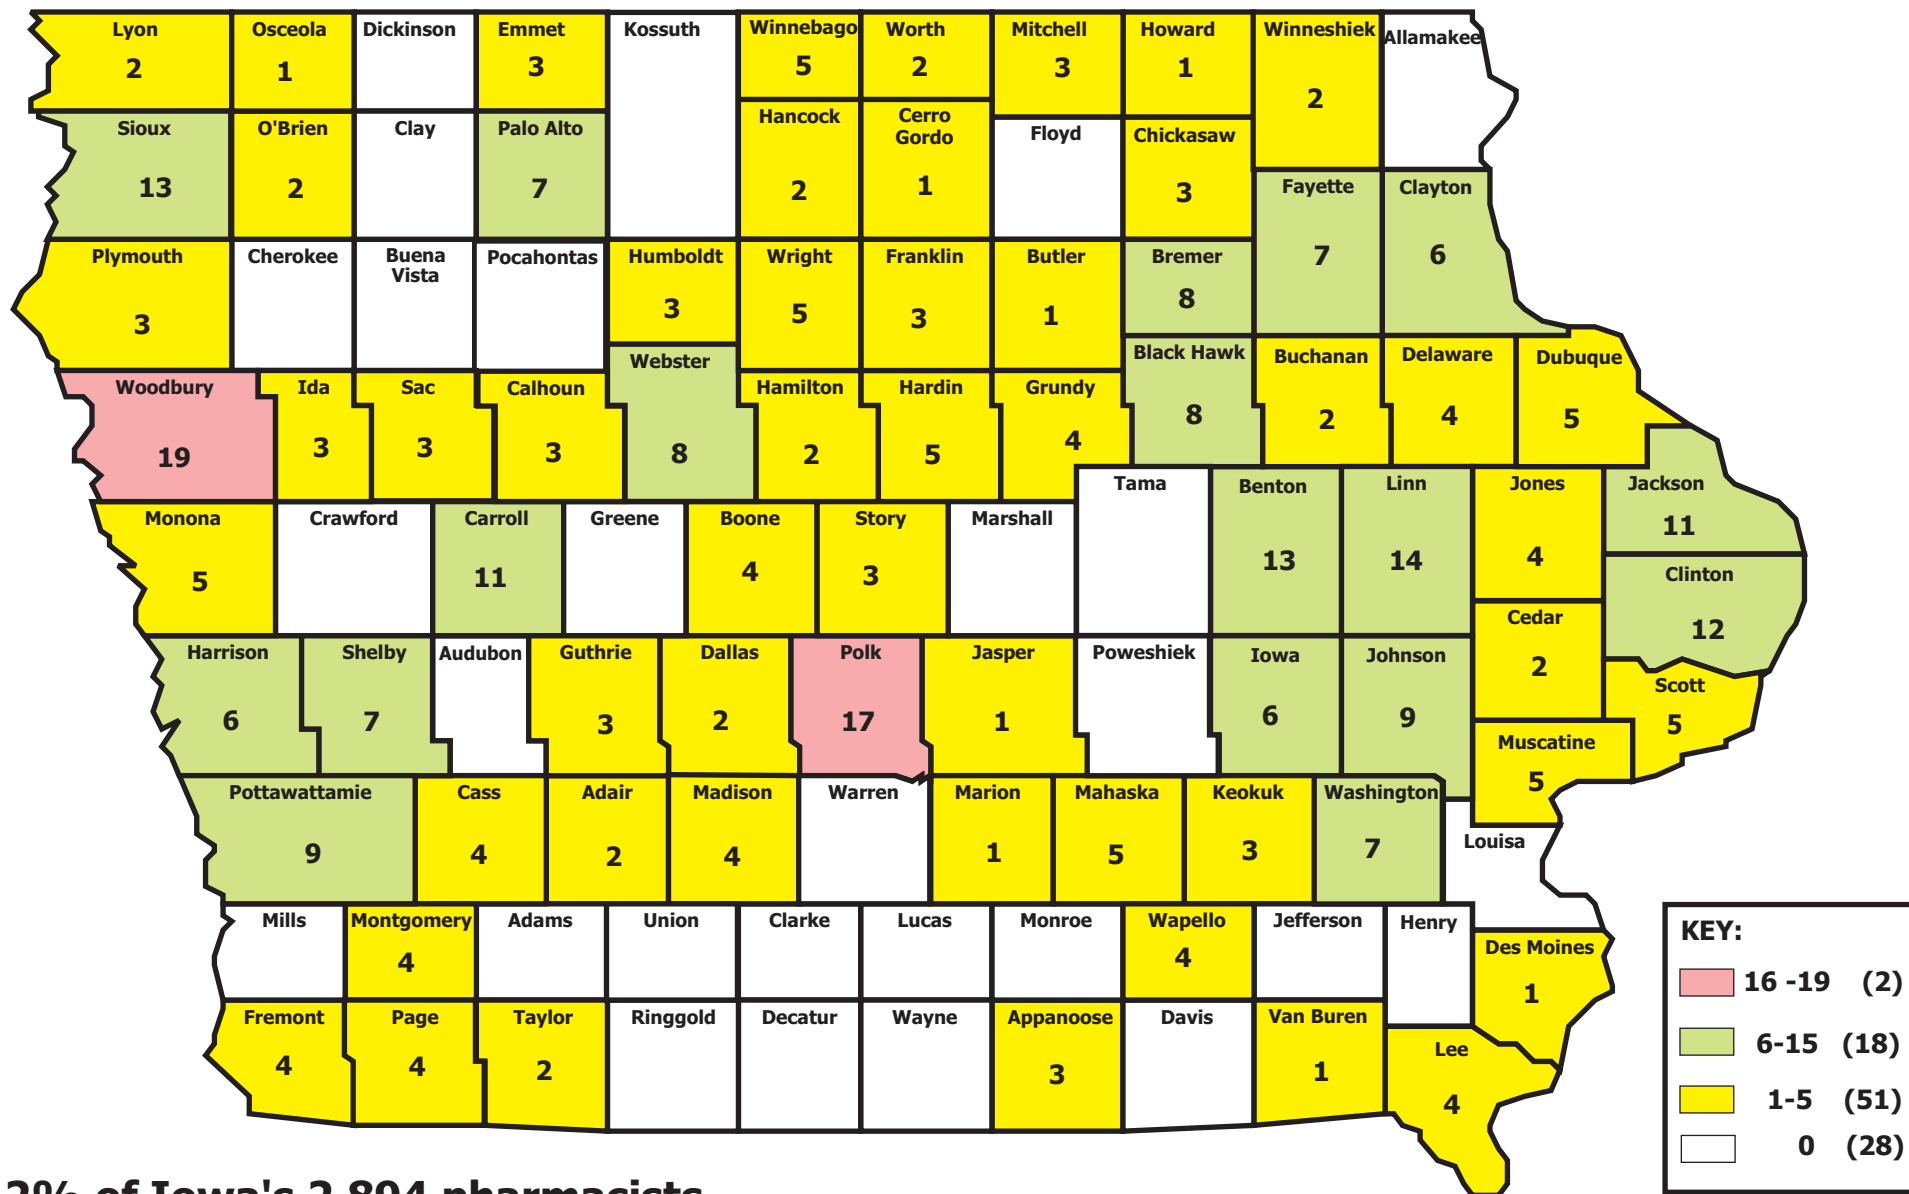 Lyon
2
Osceola
1
Dickinson
Emmet
3
Kossuth
Winnebago
5
Worth
2
Mitchell
3
Howard
1
Winneshiek
2
Allamakee
Sioux
13
O'Brien
2
Clay
Palo Alto
7
Hancock
2
Cerro
Gordo
1
Floyd
Chickasaw
3
Fayette
7
Clayton
6
Plymouth
3
Cherokee
Buena
Vista
Pocahontas
Humboldt
3
Wright
5
Franklin
3
Butler
1
Bremer
8
Woodbury
19
Ida
3
Sac
3
Calhoun
3
Webster
8
Hamilton
2
Hardin
5
Grundy
4
Black Hawk
8
Buchanan
2
Delaware
4
Dubuque
5
Monona
5
Crawford
Carroll
11
Greene
Boone
4
Story
3
Marshall
Tama
Benton
13
Linn
14
Jones
4
Jackson
11
Clinton
12
Harrison
6
Shelby
7
Audubon
Guthrie
3
Dallas
2
Polk
17
Jasper
1
Poweshiek
Iowa
6
Johnson
9
Cedar
2
Scott
5
Muscatine
5
Pottawattamie
9
Cass
4
Adair
2
Madison
4
Warren
Marion
1
Mahaska
5
Keokuk
3
Washington
7
Louisa
Mills
Montgomery
4
Adams
Union
Clarke
Lucas
Monroe
Wapello
4
Jefferson
Henry
Des Moines
1
Fremont
4
Page
4
Taylor
2
Ringgold
Decatur
Wayne
Appanoose
3
Davis
Van Buren
1
Lee
4
KEY:
16 -19 (2)
6-15 (18)
1-5 (51)
0 (28)
2% of Iowa's 2,894 pharmacists